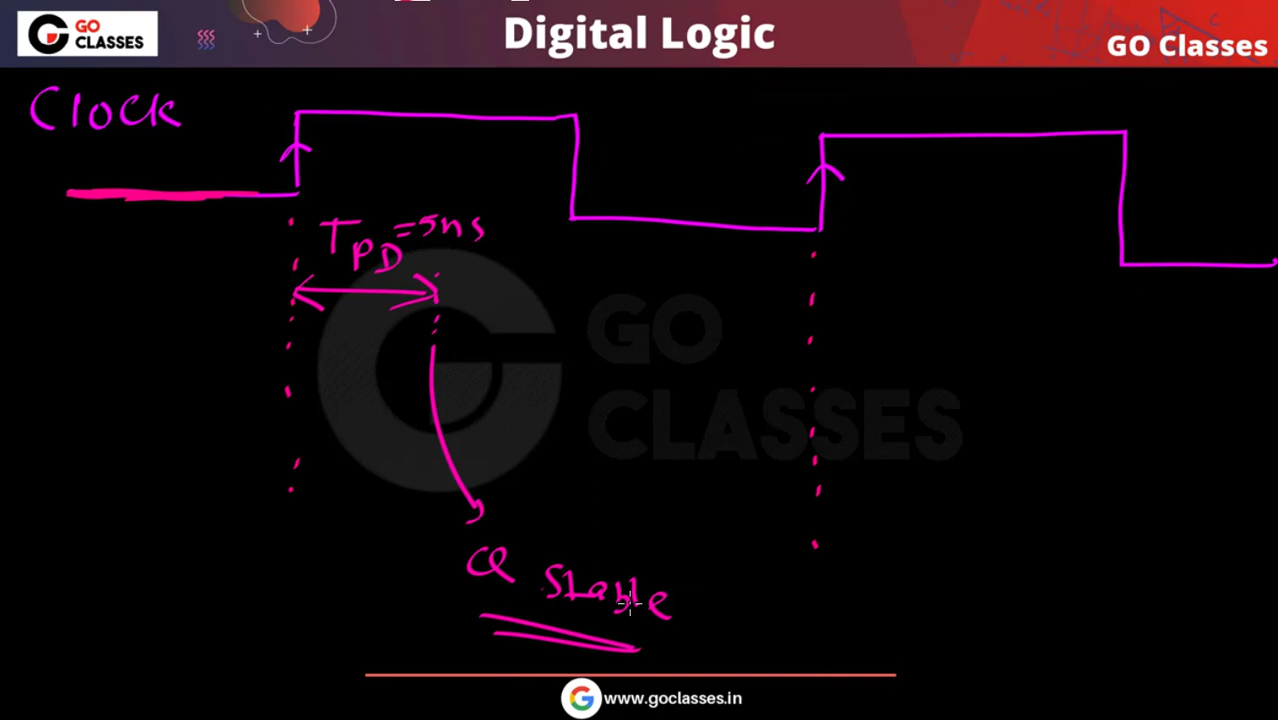 GO
CLASSES
Digital Logic
GO Classes
Clock
TPD=5ns
GO
CLASSES
Q Stable
www.goclasses.in